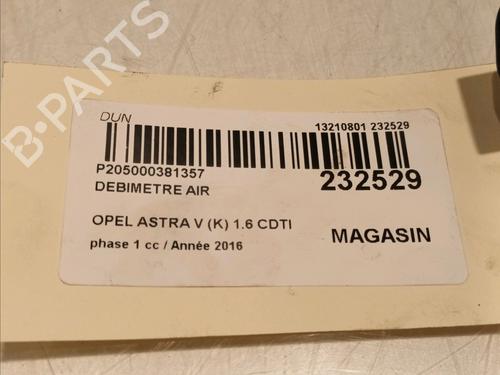 B-PARTS
DUN
13210801 232529
P205000381357
232529
DEBIMETRE AIR
OPEL ASTRA V (K) 1.6 CDTI
MAGASIN
phase 1 cc / Année 2016